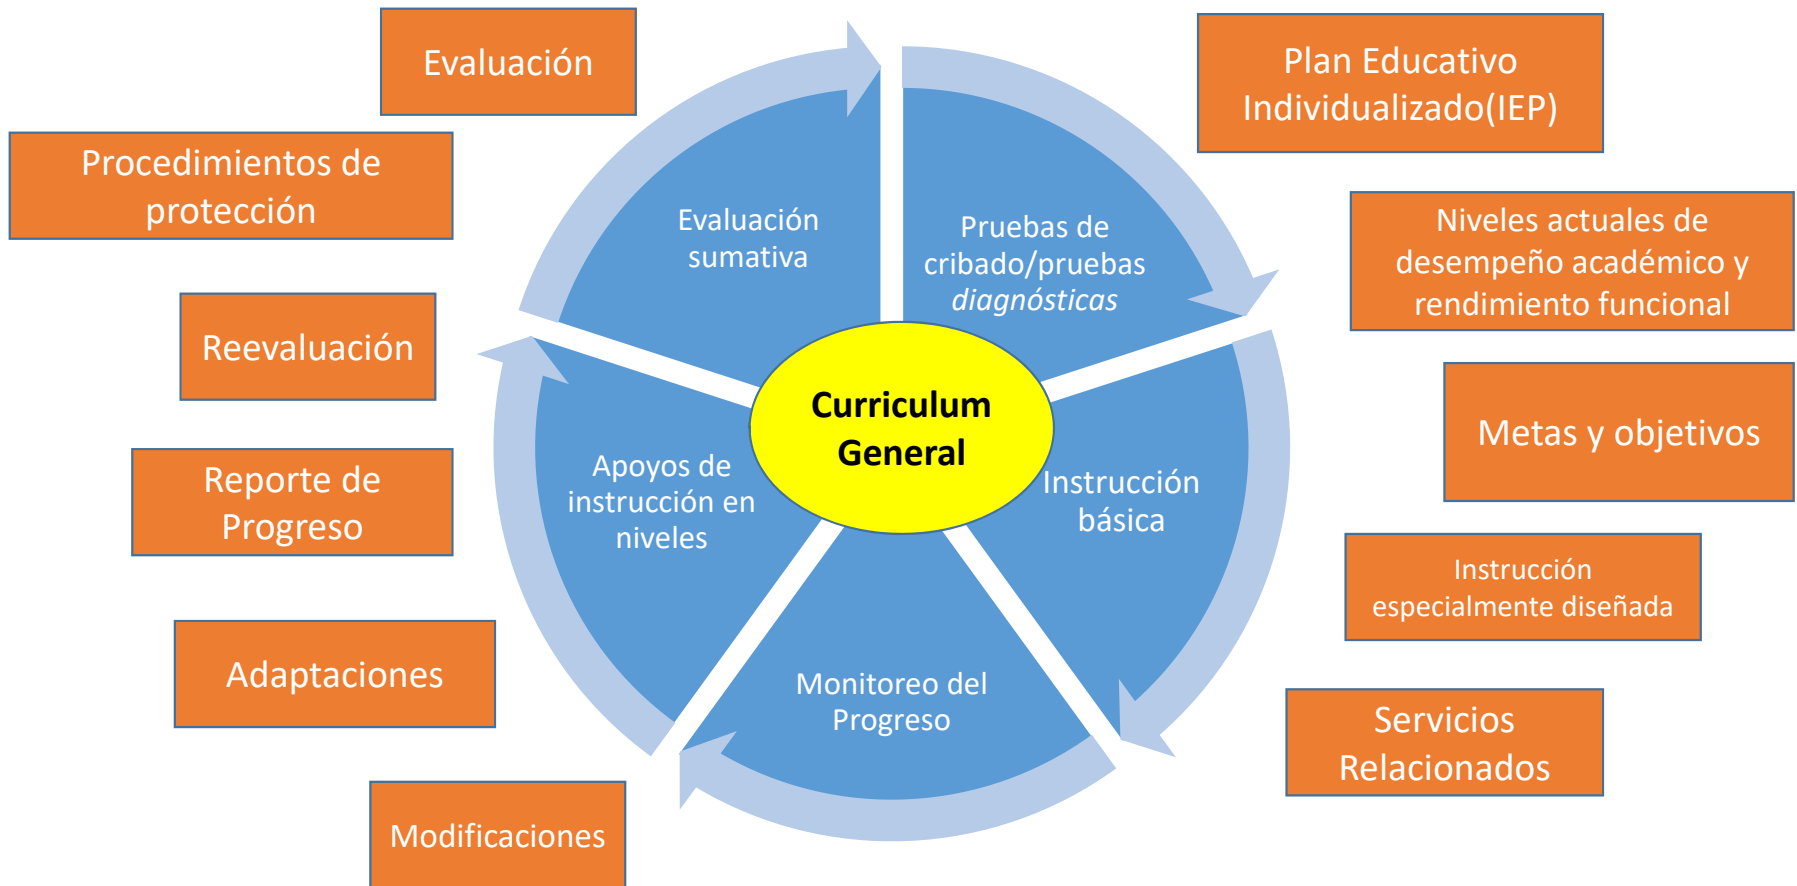 Evaluación
Plan Educativo
Individualizado(IEP)
Procedimientos de
protección
Niveles actuales de
desempeño académico y
rendimiento funcional
Evaluación
sumativa
Pruebas de
cribado/pruebas
diagnósticas
Reevaluación
Curriculum
General
Metas y objetivos
Reporte de
Progreso
Apoyos de
instrucción en
niveles
Instrucción
básica
Instrucción
especialmente diseñada
Adaptaciones
Monitoreo del
Progreso
Servicios
Relacionados
Modificaciones